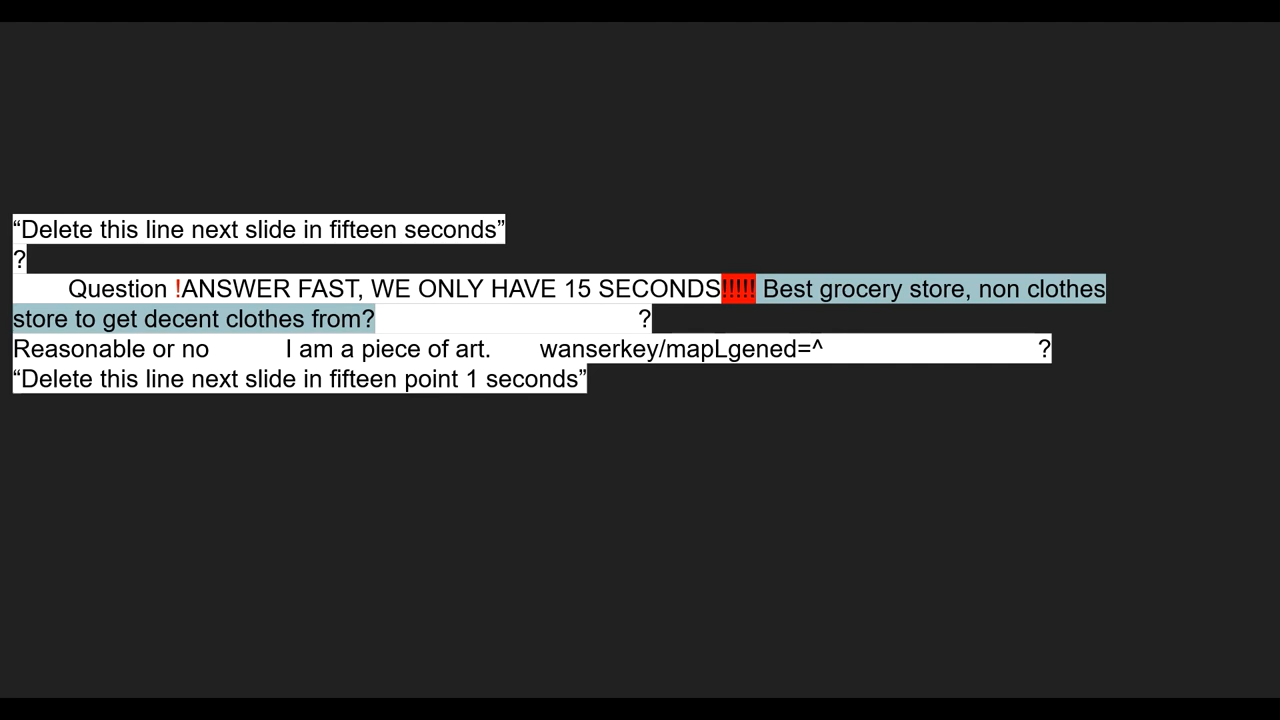 “Delete this line next slide in fifteen seconds”
?
Question !ANSWER FAST, WE ONLY HAVE 15 SECONDS!!!!! Best grocery store, non clothes
store to get decent clothes from? ?
Reasonable or no I am a piece of art. wanserkey/mapLgened=^ ?
“Delete this line next slide in fifteen point 1 seconds”